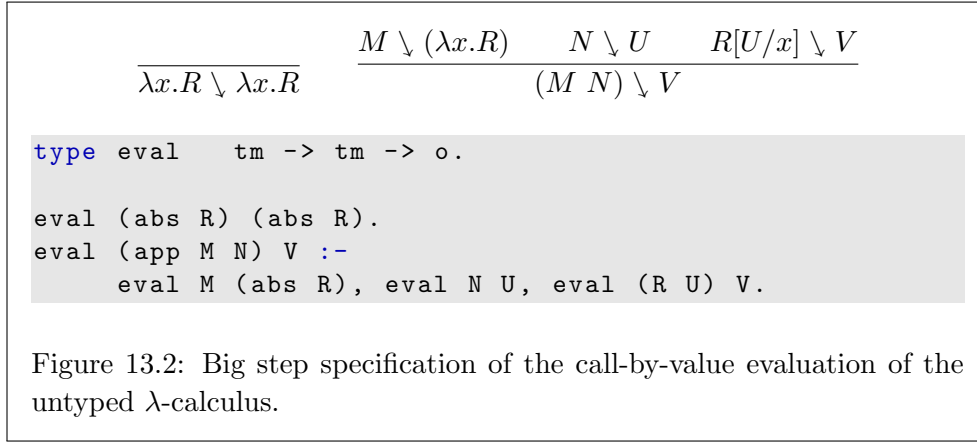 M ↘ (λx.R) N ↘ U R[U/x] ↘ V
λx.R ↘ λx.R (M N) ↘ V
type eval tm -> tm -> o.
eval (abs R) (abs R).
eval (app M N) V :-
eval M (abs R), eval N U, eval (R U) V.
Figure 13.2: Big step specification of the call-by-value evaluation of the
untyped λ-calculus.